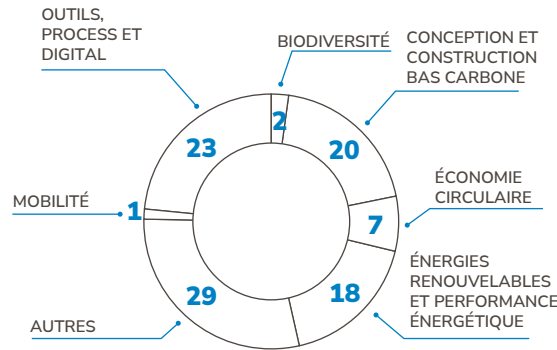 OUTILS,
PROCESS ET
DIGITAL
BIODIVERSITÉ
CONCEPTION ET
CONSTRUCTION
BAS CARBONE
2
23
20
MOBILITÉ
1
7
ÉCONOMIE
CIRCULAIRE
29
18
ÉNERGIES
RENOUVELABLES
ET PERFORMANCE
ÉNERGÉTIQUE
AUTRES